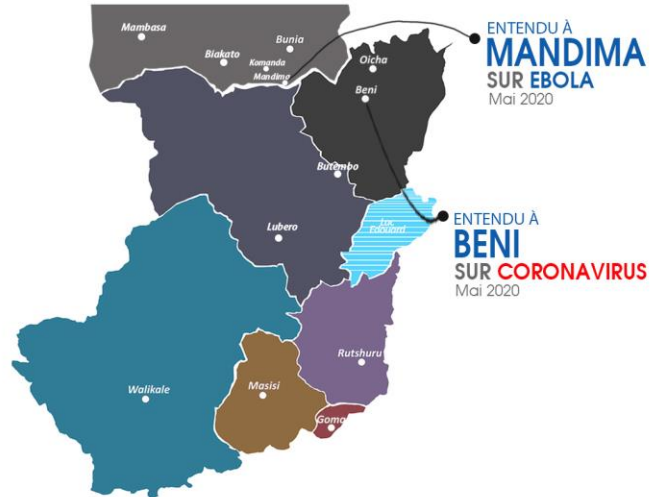 Mambasa
Bunia
Biakato
Komanda
Mandima
Oicha
Beni
ENTENDU À
MANDIMA
SUR EBOLA
Mai 2020
Butembo
Lubero
Lac
Edouard
ENTENDU À
BENI
SUR CORONAVIRUS
Mai 2020
Rutshuru
Masisi
Walikale
Goma